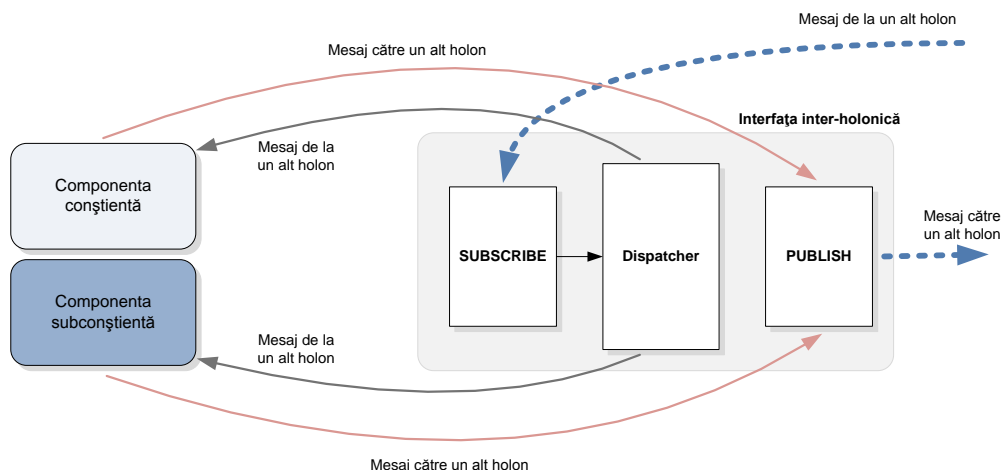 Mesaj de la un alt holon
Mesaj către un alt holon
Interfaţa inter-holonică
Mesaj de la
un alt holon
Componenta
conştientă
SUBSCRIBE
Dispatcher
PUBLISH
Mesaj către
un alt holon
Componenta
subconştientă
Mesaj de la
un alt holon
Mesaj către un alt holon